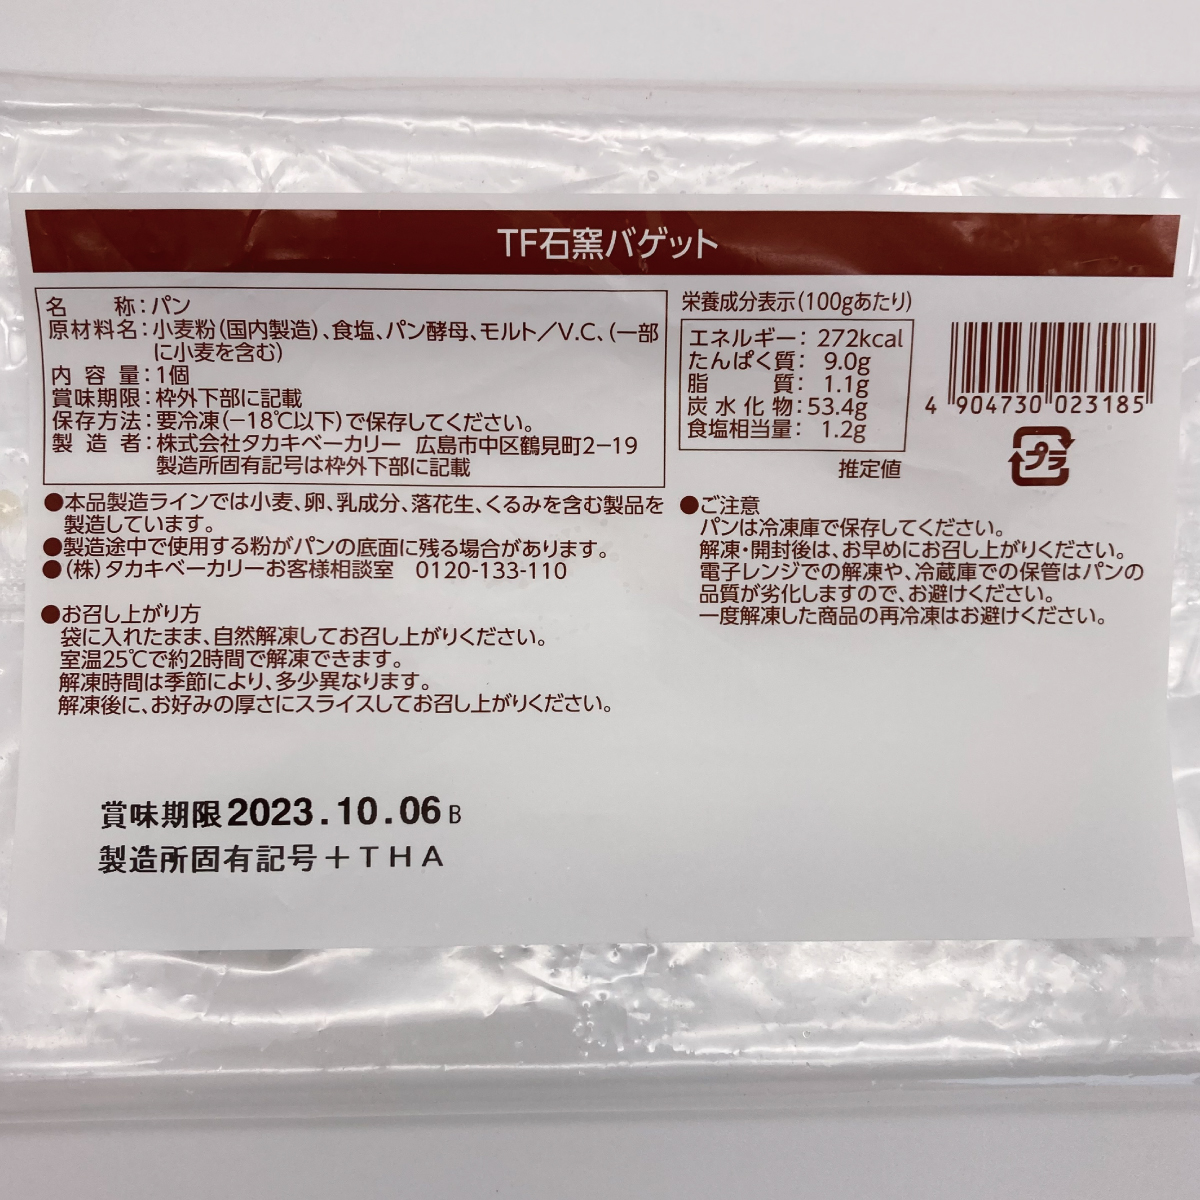 TF石窯バゲット
名称：パン
原材料名：小麦粉（国内製造）、食塩、パン酵母、モルト／V.C.、（一部
に小麦を含む）
内容量：1個
賞味期限：枠外下部に記載
保存方法：要冷凍（−18℃以下）で保存してください。
製造者：株式会社タカキベーカリー 広島市中区鶴見町2−19
製造所固有記号は枠外下部に記載
●本品製造ラインでは小麦、卵、乳成分、落花生、くるみを含む製品を
製造しています。
●製造途中で使用する粉がパンの底面に残る場合があります。
●（株）タカキベーカリーお客様相談室 0120-133-110
●お召し上がり方
袋に入れたまま、自然解凍してお召し上がりください。
室温25℃で約2時間で解凍できます。
解凍時間は季節により、多少異なります。
解凍後に、お好みの厚さにスライスしてお召し上がりください。
栄養成分表示（100gあたり）
エネルギー：272kcal
たんぱく質：9.0g
脂質：1.1g
炭水化物：53.4g
食塩相当量：1.2g
推定値
4 904730 023185
プラ
●ご注意
パンは冷凍庫で保存してください。
解凍・開封後は、お早めにお召し上がりください。
電子レンジでの解凍や、冷蔵庫での保管はパンの
品質が劣化しますので、お避けください。
一度解凍した商品の再冷凍はお避けください。
賞味期限2023.10.06 B
製造所固有記号＋THA